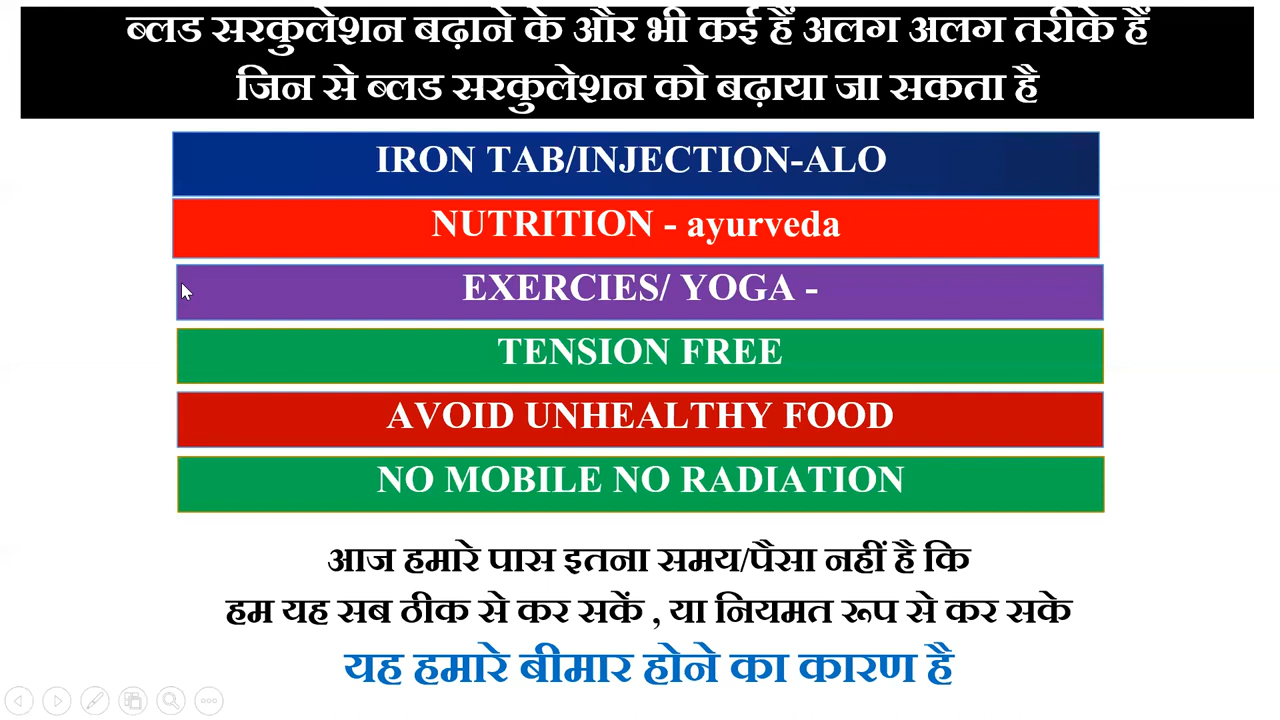 ब्लड सरकुलेशन बढ़ाने के और भी कई हैं अलग अलग तरीके हैं
जिन से ब्लड सरकुलेशन को बढ़ाया जा सकता है
IRON TAB/INJECTION-ALO
NUTRITION - ayurveda
EXERCIES/ YOGA -
TENSION FREE
AVOID UNHEALTHY FOOD
NO MOBILE NO RADIATION
आज हमारे पास इतना समय/पैसा नहीं है कि
हम यह सब ठीक से कर सकें , या नियमत रूप से कर सके
यह हमारे बीमार होने का कारण है